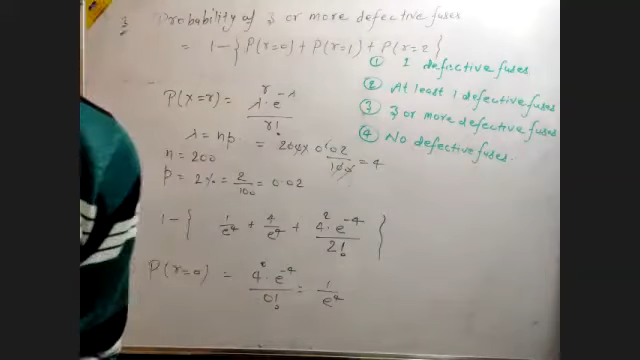 3 Probability of 3 or more defective fuses
= 1-{P(r=0) + P(r=1) + P(r=2}
① 1 defective fuses
② At least 1 defective fuses
③ 3 or more defective fuses
④ No defective fuses.
P(x=r) = λ^r · e^-λ / r!
λ = np = 200 × 0.02 = 4
n = 200
p = 2% = 2/100 = 0.02
1-{ 1/e^4 + 4/e^4 + 4^2 · e^-4 / 2! }
P(r=0) = 4^0 · e^-4 / 0! = 1/e^4